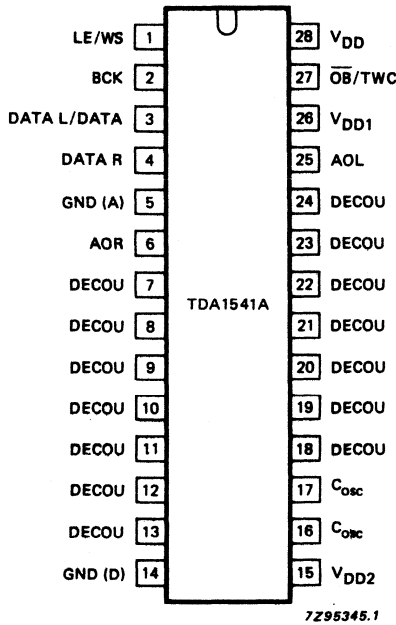 LE/WS 1 28 VDD
BCK 2 27 OB/TWC
DATA L/DATA 3 26 VDD1
DATA R 4 25 AOL
GND (A) 5 24 DECOU
AOR 6 23 DECOU
DECOU 7 22 DECOU
TDA1541A
DECOU 8 21 DECOU
DECOU 9 20 DECOU
DECOU 10 19 DECOU
DECOU 11 18 DECOU
DECOU 12 17 Cosc
DECOU 13 16 Cosc
GND (D) 14 15 VDD2
7Z95345.1